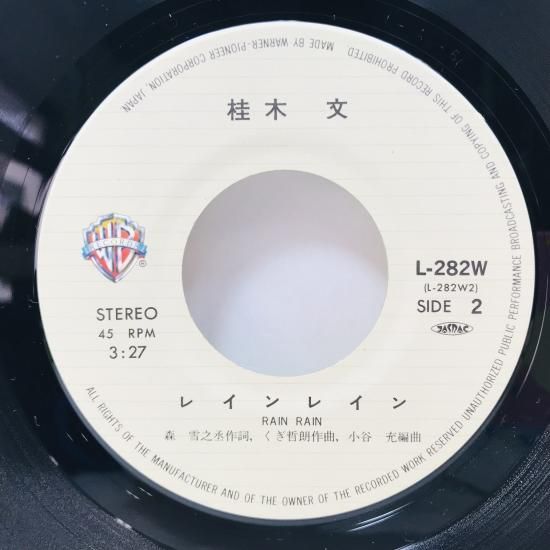 MADE BY WARNER-PIONEER CORPORATION, JAPAN
桂木 文
WB
RECORDS
®
L-282W
(L-282W2)
SIDE 2
JASRAC
STEREO
45 RPM
3:27
レインレイン
RAIN RAIN
森 雪之丞作詞, くぎ哲朗作曲, 小谷 充編曲
ALL RIGHTS OF THE MANUFACTURER AND OF THE OWNER OF THE RECORDED WORK RESERVED-UNAUTHORIZED PUBLIC PERFORMANCE BROADCASTING AND COPYING OF THIS RECORD PROHIBITED.